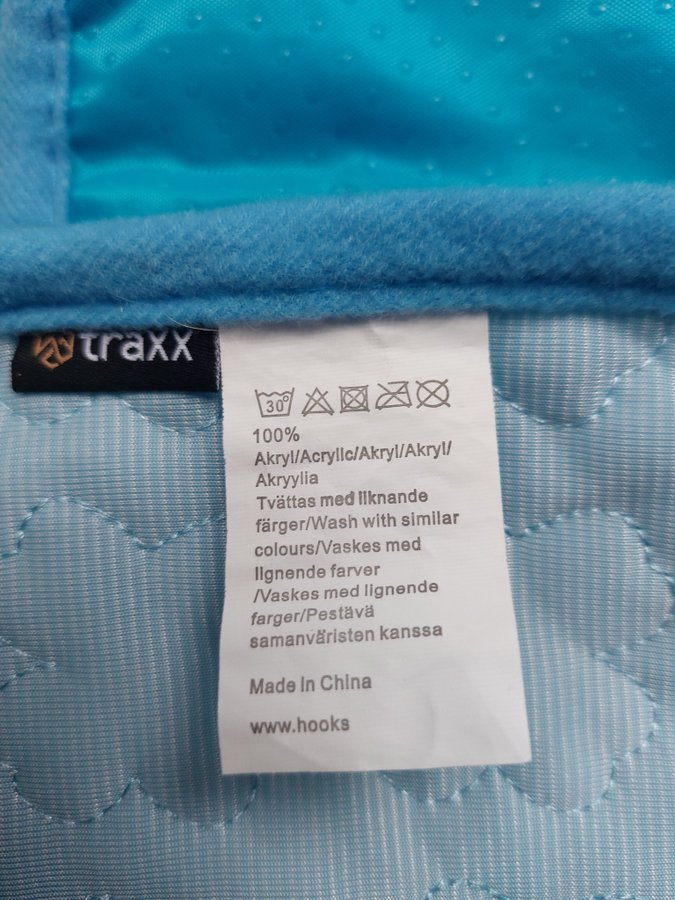 traxx
30°
100%
Akryl/Acrylic/Akryl/Akryl/
Akryylia
Tvättas med liknande
färger/Wash with similar
colours/Vaskes med
lignende farver
/Vaskes med lignende
farger/Pestävä
samanväristen kanssa
Made in China
www.hooks